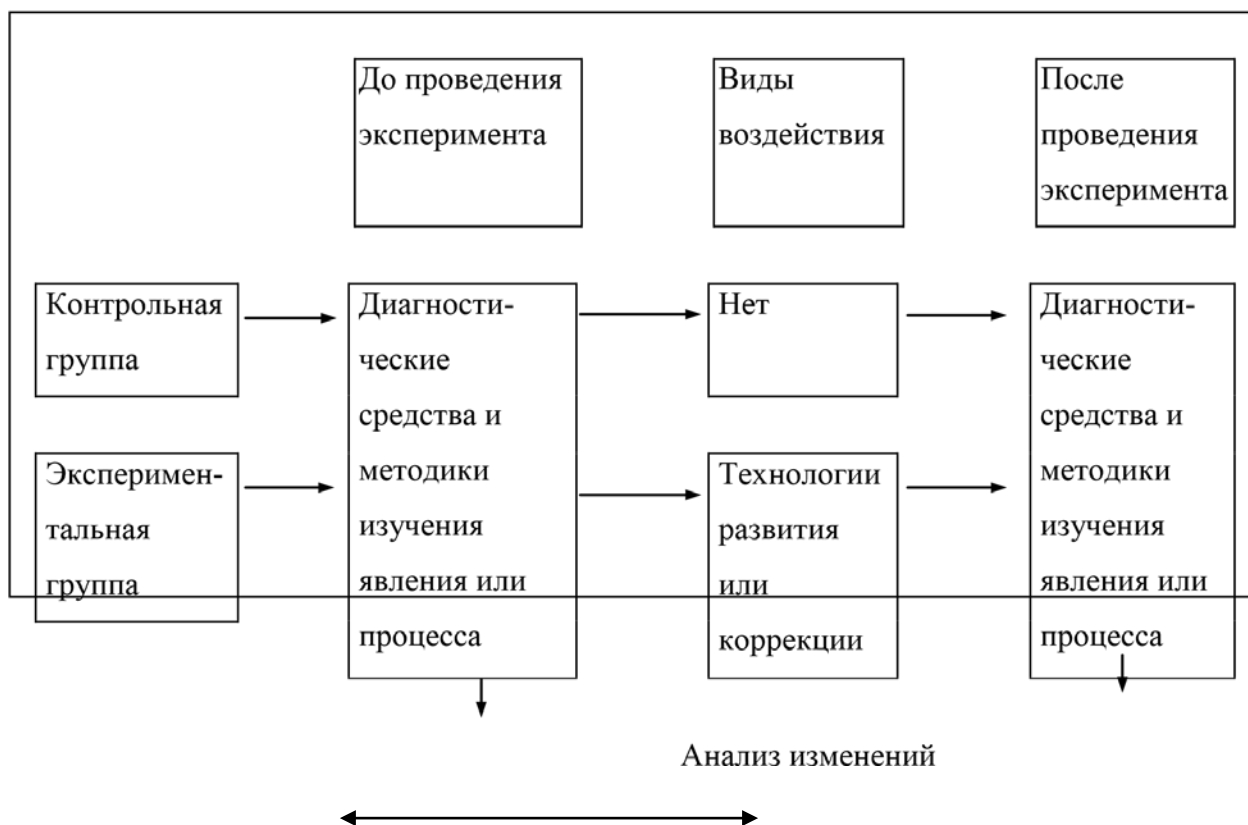 До проведения
эксперимента
Виды
воздействия
После
проведения
эксперимента
Контрольная
группа
Диагности-
ческие
средства и
методики
изучения
явления или
процесса
Нет
Диагности-
ческие
средства и
методики
изучения
явления или
процесса
Эксперимен-
тальная
группа
Технологии
развития
или
коррекции
Анализ изменений